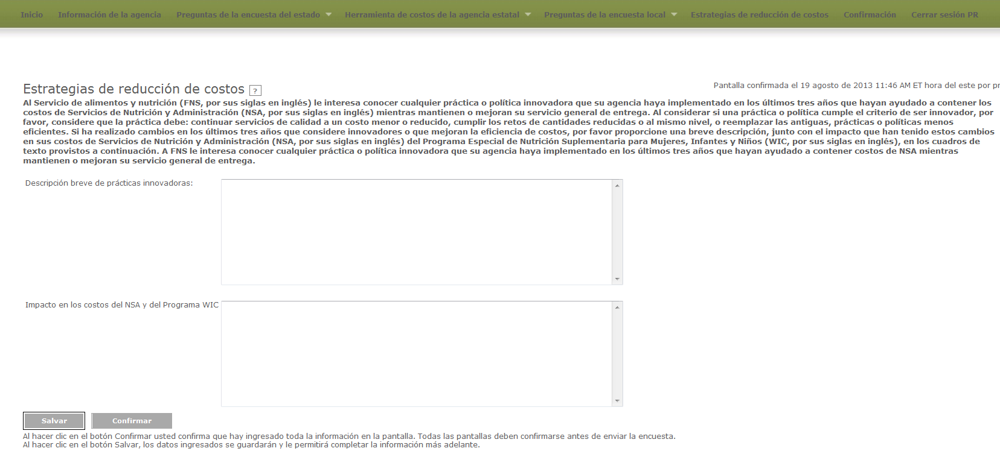 Inicio Información de la agencia Preguntas de la encuesta del estado Herramienta de costos de la agencia estatal Preguntas de la encuesta local Estrategias de reducción de costos Confirmación Cerrar sesión PR
Pantalla confirmada el 19 agosto de 2013 11:46 AM ET hora del este por pr
Estrategias de reducción de costos ?
Al Servicio de alimentos y nutrición (FNS, por sus siglas en inglés) le interesa conocer cualquier práctica o política innovadora que su agencia haya implementado en los últimos tres años que hayan ayudado a contener los
costos de Servicios de Nutrición y Administración (NSA, por sus siglas en inglés) mientras mantienen o mejoran su servicio general de entrega. Al considerar si una práctica o política cumple el criterio de ser innovador, por
favor, considere que la práctica debe: continuar servicios de calidad a un costo menor o reducido, cumplir los retos de cantidades reducidas o al mismo nivel, o reemplazar las antiguas, prácticas o políticas menos
eficientes. Si ha realizado cambios en los últimos tres años que considere innovadores o que mejoran la eficiencia de costos, por favor proporcione una breve descripción, junto con el impacto que han tenido estos cambios
en sus costos de Servicios de Nutrición y Administración (NSA, por sus siglas en inglés) del Programa Especial de Nutrición Suplementaria para Mujeres, Infantes y Niños (WIC, por sus siglas en inglés), en los cuadros de
texto provistos a continuación. A FNS le interesa conocer cualquier práctica o política innovadora que su agencia haya implementado en los últimos tres años que hayan ayudado a contener costos de NSA mientras
mantienen o mejoran su servicio general de entrega.
Descripción breve de prácticas innovadoras:
Impacto en los costos del NSA y del Programa WIC
Salvar Confirmar
Al hacer clic en el botón Confirmar usted confirma que hay ingresado toda la información en la pantalla. Todas las pantallas deben confirmarse antes de enviar la encuesta.
Al hacer clic en el botón Salvar, los datos ingresados se guardarán y le permitirá completar la información más adelante.